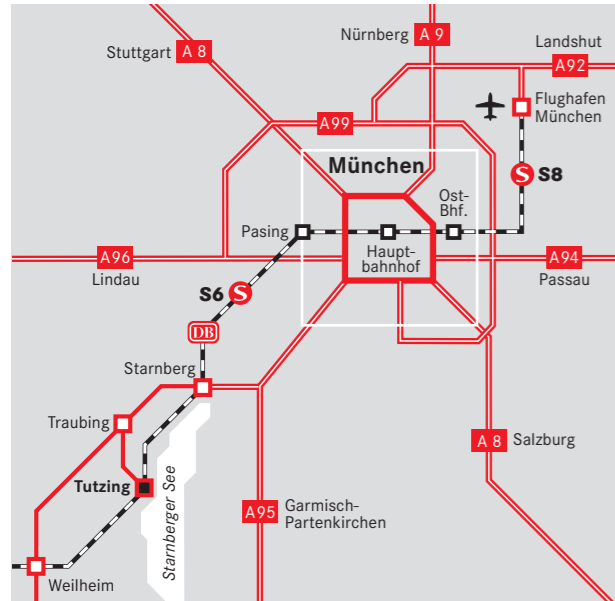 Nürnberg
A 9
Stuttgart
A 8
Landshut
A92
Flughafen
München
A99
München
S
S8
Ost-
Bhf.
Pasing
Haupt-
bahnhof
A96
Lindau
A94
Passau
S6
S
DB
Starnberg
Traubing
Tutzing
Starnberger See
A 8
Salzburg
A95
Garmisch-
Partenkirchen
Weilheim